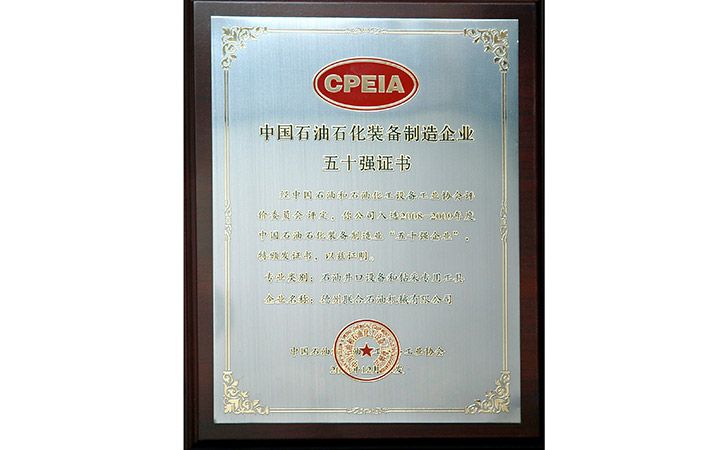 CPEIA
中国石油石化装备制造企业
五十强证书
经中国石油和石油化工设备工业协会评
价委员会评定，你公司入选2008-2009年度
中国石油石化装备制造业“五十强企业”，
特颁发证书，以兹证明。
专业类别：石油井口设备和钻采专用工具
企业名称：德州联合石油机械有限公司
中国石油 工业协会